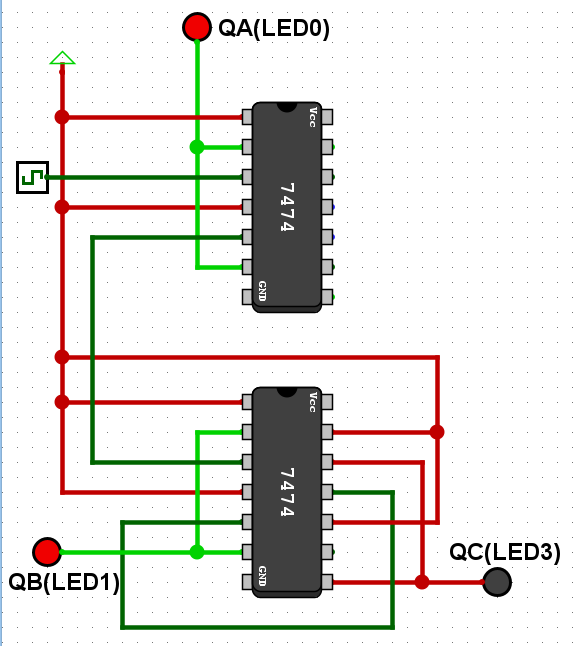 QA(LED0)
Vcc
7474
GND
Vcc
7474
GND
QB(LED1)
QC(LED3)